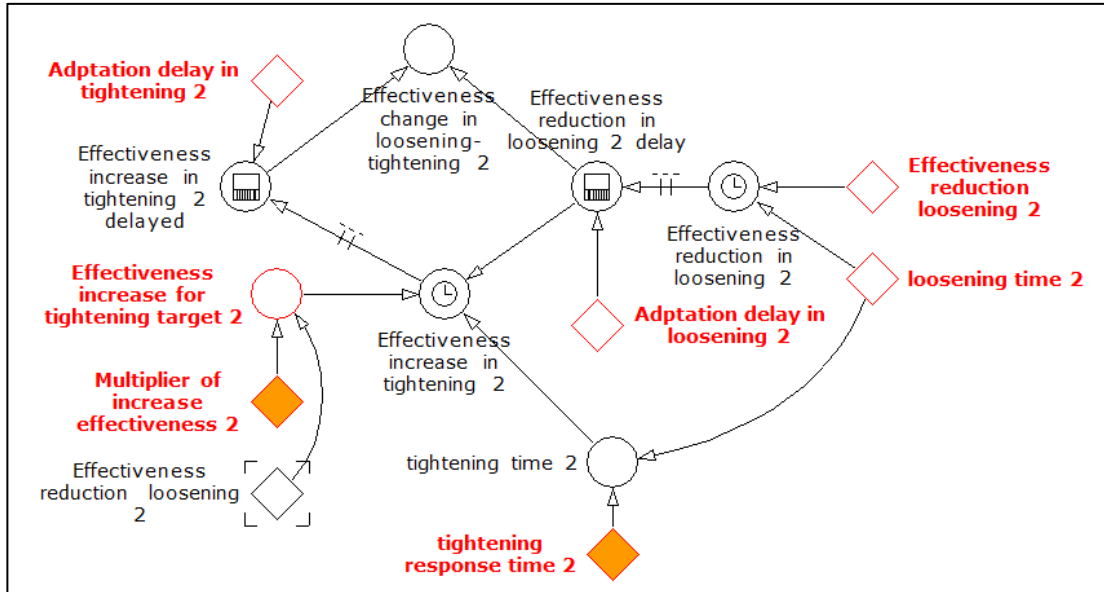 Adptation delay in
tightening 2
Effectiveness
change in
loosening-
tightening 2
Effectiveness
reduction in
loosening 2 delay
Effectiveness
increase in
tightening 2
delayed
Effectiveness
reduction
loosening 2
Effectiveness
reduction in
loosening 2
Effectiveness
increase for
tightening target 2
loosening time 2
Adptation delay in
loosening 2
Effectiveness
increase in
tightening 2
Multiplier of
increase
effectiveness 2
tightening time 2
Effectiveness
reduction loosening
2
tightening
response time 2